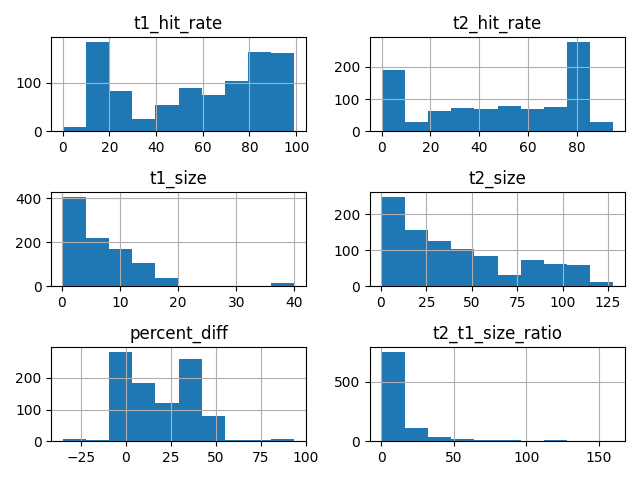 t1_hit_rate
t2_hit_rate
100
0
0 20 40 60 80 100
200
100
0
0 20 40 60 80
t1_size
t2_size
400
200
0
0 10 20 30 40
200
100
0
0 25 50 75 100 125
percent_diff
t2_t1_size_ratio
200
100
0
−25 0 25 50 75 100
500
0
0 50 100 150